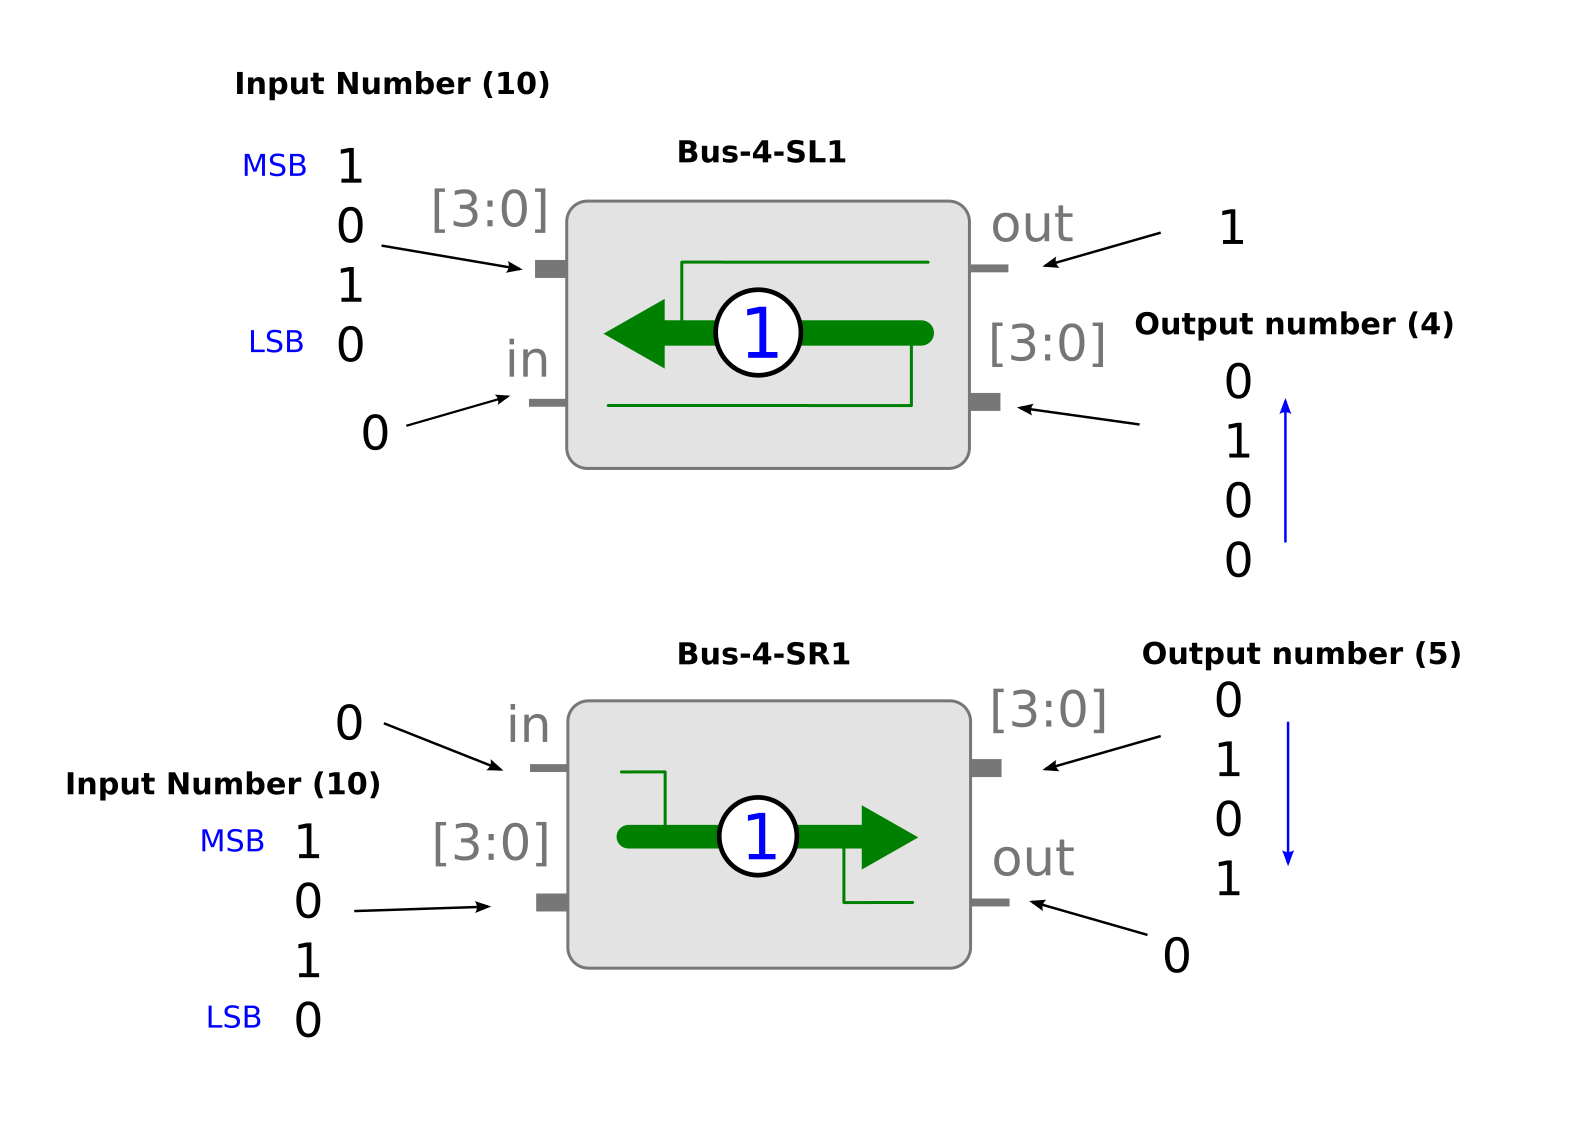 Input Number (10)
MSB 1
0
1
LSB 0
0
Bus-4-SL1
[3:0]
in
1
out
[3:0]
1
Output number (4)
0
1
0
0
Bus-4-SR1
0
in
Input Number (10)
MSB 1
0
1
LSB 0
[3:0]
1
[3:0]
out
Output number (5)
0
1
0
1
0